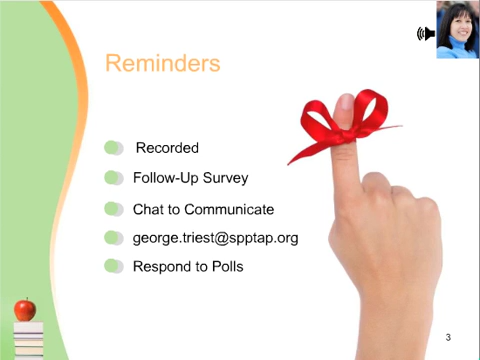 Reminders
Recorded
Follow-Up Survey
Chat to Communicate
george.triest@spptap.org
Respond to Polls
3